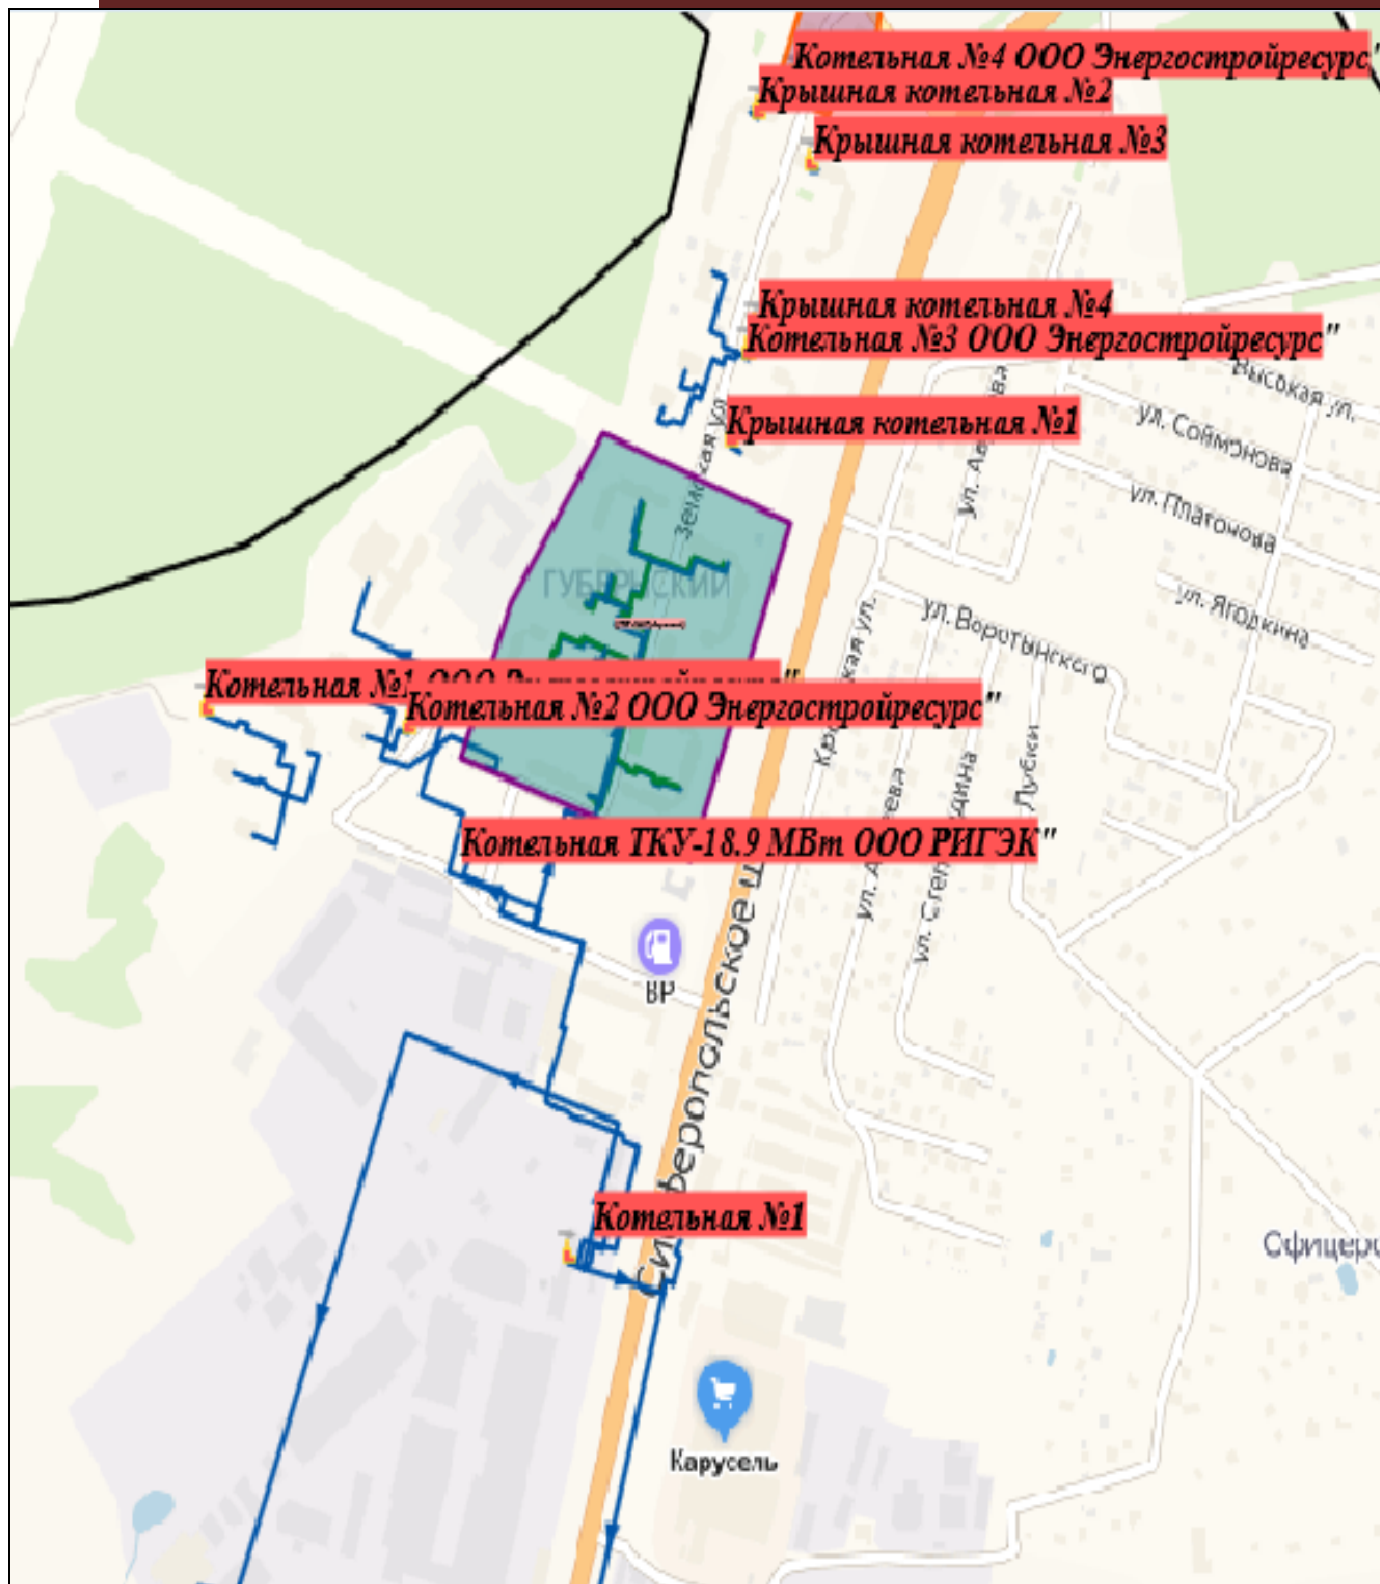 Котельная №4 ООО Энергостройресурс"
Крышная котельная №2
Крышная котельная №3
Крышная котельная №4
Котельная №3 ООО Энергостройресурс"
Высокая ул.
Крышная котельная №1
ул. Соймонова
ул. Платонова
ГУБЕРНСКИЙ
ул. Ягодкина
ул. Воротынского
Котельная №1 ООО
Котельная №2 ООО Энергостройресурс"
Лубки
Котельная ТКУ-18.9 МВт ООО РИГЭК"
BP
Симферопольское ш
Котельная №1
Карусель